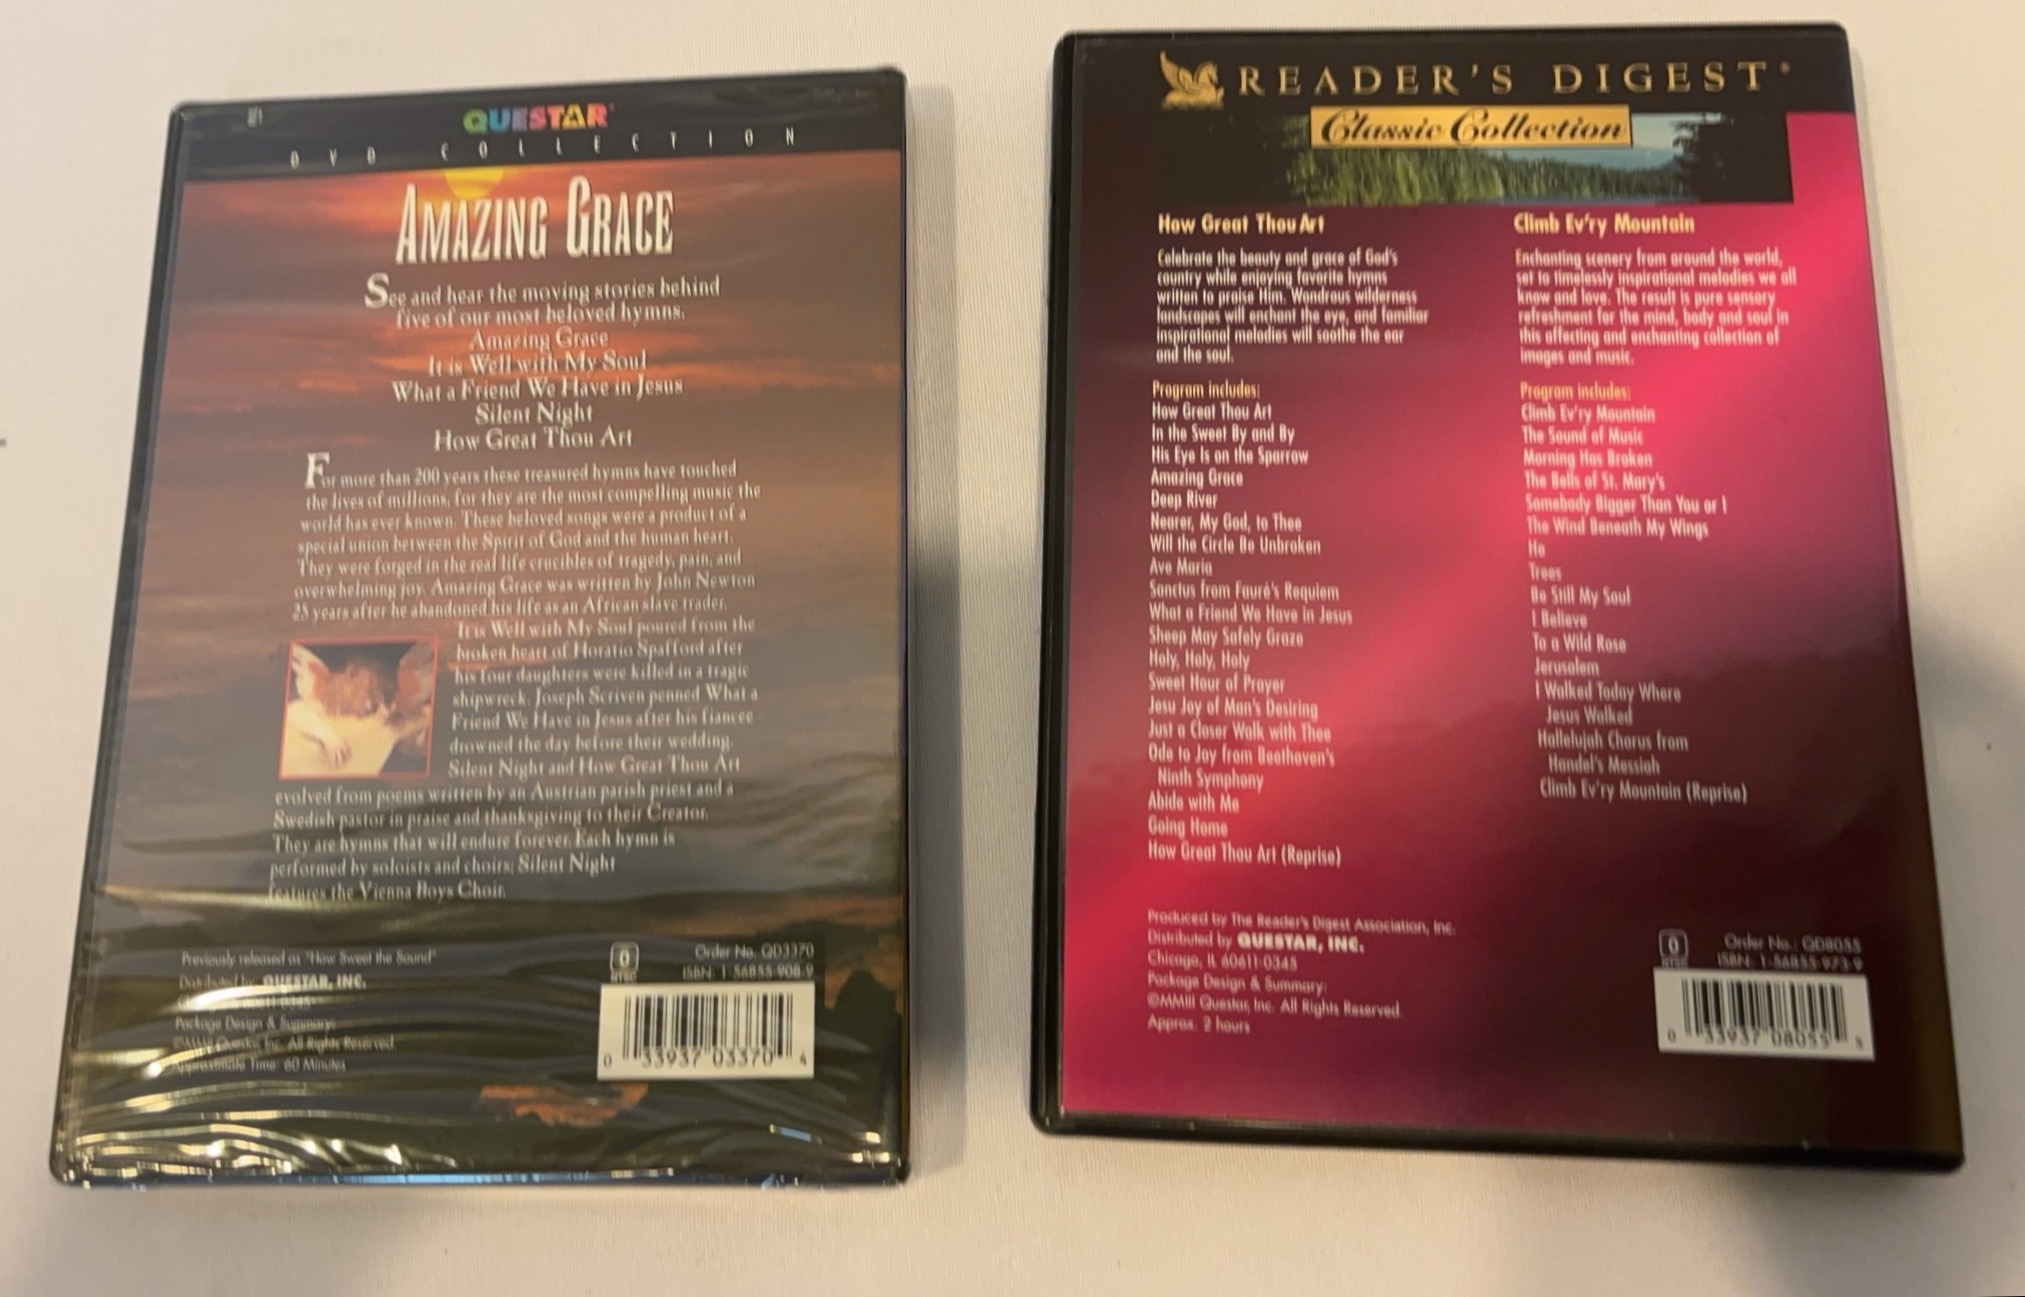 QUESTAR
DVD COLLECTION
AMAZING GRACE
See and hear the moving stories behind
five of our most beloved hymns.
Amazing Grace
It is Well with My Soul
What a Friend We Have in Jesus
Silent Night
How Great Thou Art
For more than 200 years these treasured hymns have touched
the lives of millions, for they are the most compelling music the
world has ever known. These beloved songs were a product of a
special union between the Spirit of God and the human heart.
They were forged in the real life crucibles of tragedy, pain, and
overwhelming joy. Amazing Grace was written by John Newton
25 years after he abandoned his life as an African slave trader.
It is Well with My Soul poured from the
broken heart of Horatio Spafford after
his four daughters were killed in a tragic
shipwreck. Joseph Scriven penned What a
Friend We Have in Jesus after his fiancee
drowned the day before their wedding.
Silent Night and How Great Thou Art
evolved from poems written by an Austrian parish priest and a
Swedish pastor in praise and thanksgiving to their Creator.
They are hymns that will endure forever. Each hymn is
performed by soloists and choirs; Silent Night
features the Vienna Boys Choir.
Previously released as "How Sweet the Sound"
Distributed by QUESTAR, INC.
60611-0345
Package Design & Summary:
©MMIII Questar, Inc. All Rights Reserved.
Approximate Time: 60 Minutes
0
NTSC
Order No. QD3370
ISBN: 1-56855-908-9
0 33937 03370 4
READER'S DIGEST
Classic Collection
How Great Thou Art
Celebrate the beauty and grace of God's
country while enjoying favorite hymns
written to praise Him. Wondrous wilderness
landscapes will enchant the eye, and familiar
inspirational melodies will soothe the ear
and the soul.
Program includes:
How Great Thou Art
In the Sweet By and By
His Eye Is on the Sparrow
Amazing Grace
Deep River
Nearer, My God, to Thee
Will the Circle Be Unbroken
Ave Maria
Sanctus from Fauré's Requiem
What a Friend We Have in Jesus
Sheep May Safely Graze
Holy, Holy, Holy
Sweet Hour of Prayer
Jesu Joy of Man's Desiring
Just a Closer Walk with Thee
Ode to Joy from Beethoven's
Ninth Symphony
Abide with Me
Going Home
How Great Thou Art (Reprise)
Climb Ev'ry Mountain
Enchanting scenery from around the world,
set to timelessly inspirational melodies we all
know and love. The result is pure sensory
refreshment for the mind, body and soul in
this affecting and enchanting collection of
images and music.
Program includes:
Climb Ev'ry Mountain
The Sound of Music
Morning Has Broken
The Bells of St. Mary's
Somebody Bigger Than You or I
The Wind Beneath My Wings
He
Trees
Be Still My Soul
I Believe
To a Wild Rose
Jerusalem
I Walked Today Where
Jesus Walked
Hallelujah Chorus from
Handel's Messiah
Climb Ev'ry Mountain (Reprise)
Produced by The Reader's Digest Association, Inc.
Distributed by QUESTAR, INC.
Chicago, IL 60611-0345
Package Design & Summary:
©MMIII Questar, Inc. All Rights Reserved.
Approx. 2 hours
0
NTSC
Order No.: QD8055
ISBN: 1-56855-973-9
0 33937 08055 5